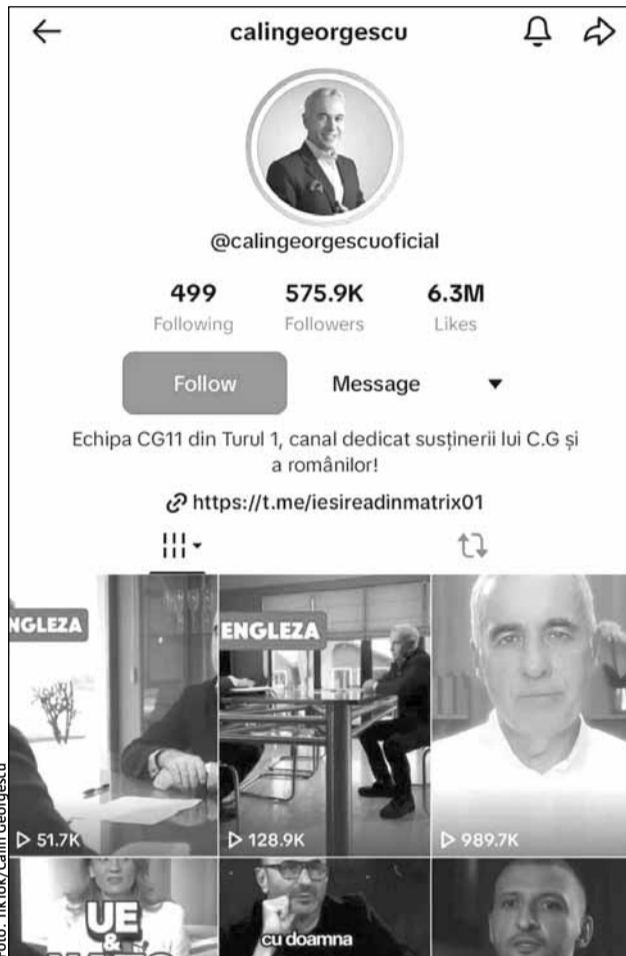 calingeorgescu
@calingeorgescuoficial
499 575.9K 6.3M
Following Followers Likes
Follow Message
Echipa CG11 din Turul 1, canal dedicat susținerii lui C.G și
a românilor!
https://t.me/iesireadinmatrix01
NGLEZA
ENGLEZA
51.7K
128.9K
989.7K
UE
&
NATO
cu doamna
Foto: TikTok/Călin Georgescu